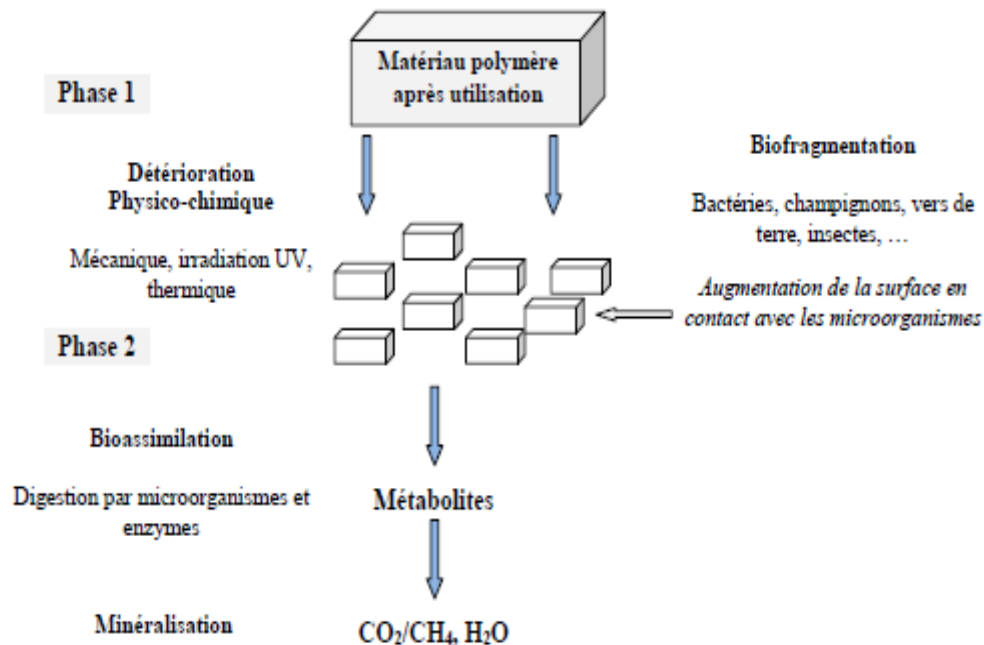 Matériau polymère
après utilisation
Phase 1
Détérioration
Physico-chimique
Mécanique, irradiation UV,
thermique
Biofragmentation
Bactéries, champignons, vers de
terre, insectes, …
Augmentation de la surface en
contact avec les microorganismes
Phase 2
Bioassimilation
Digestion par microorganismes et
enzymes
Métabolites
Minéralisation
CO₂/CH₄, H₂O